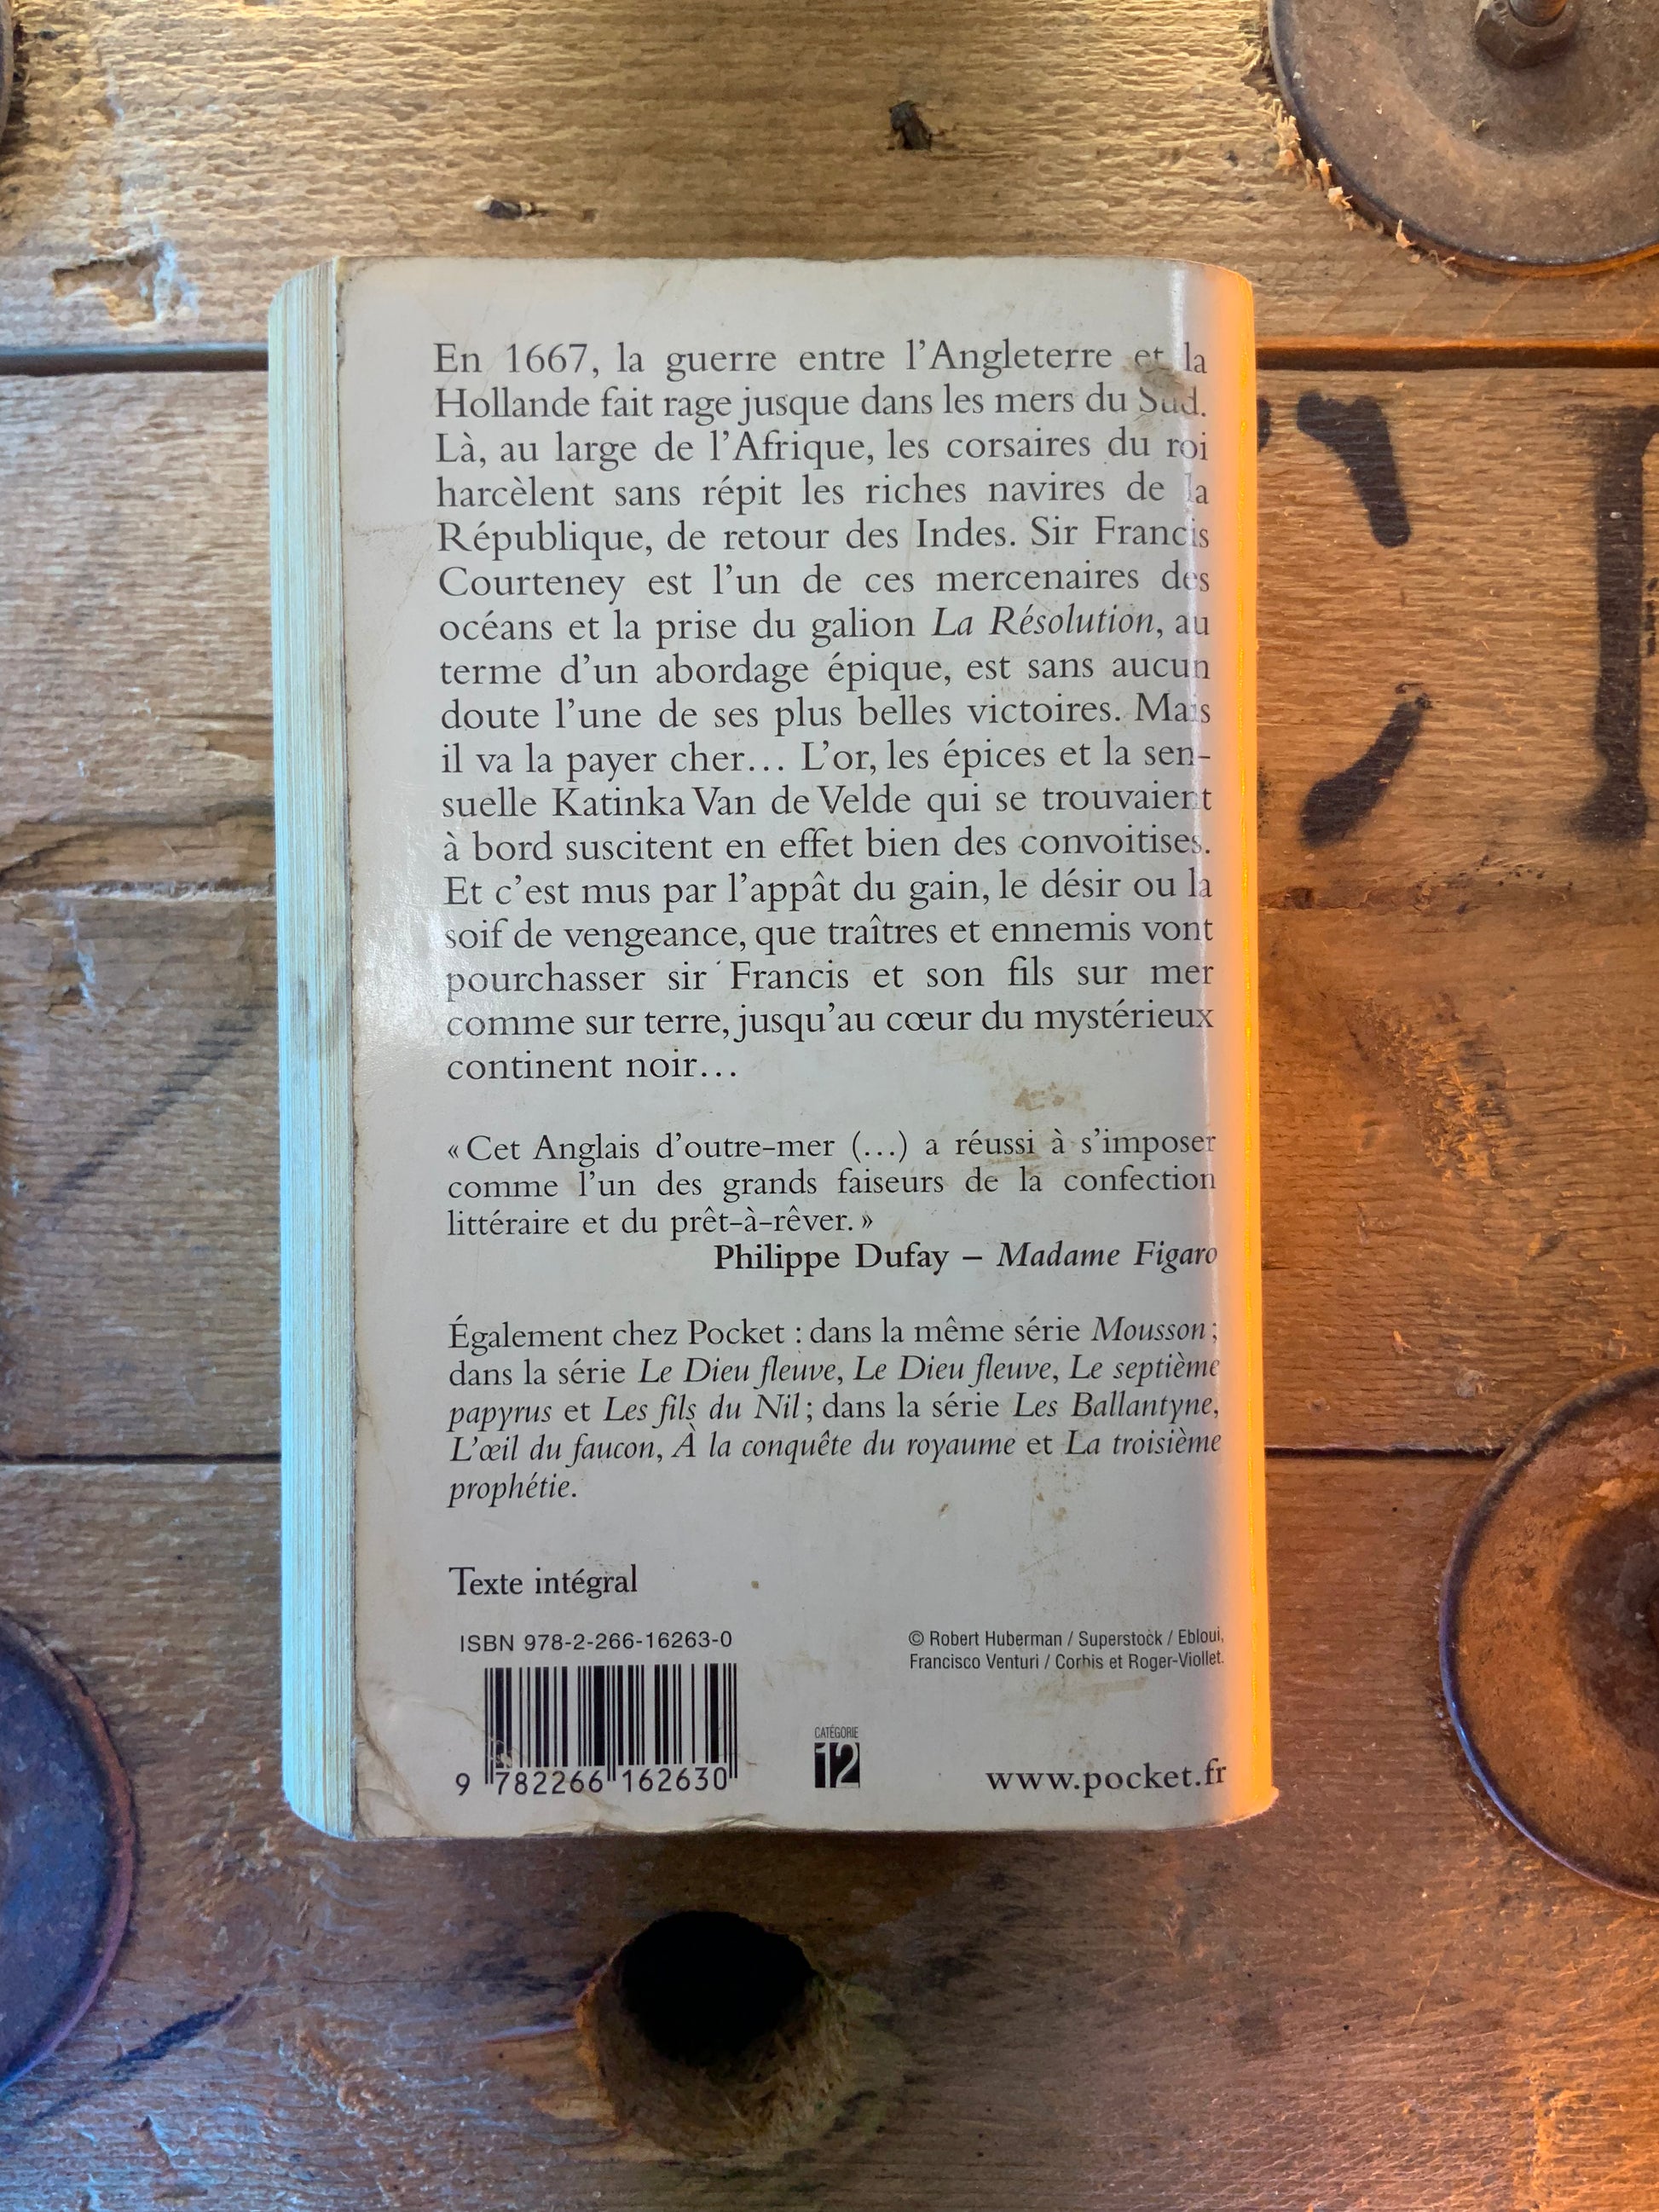 En 1667, la guerre entre l'Angleterre et la
Hollande fait rage jusque dans les mers du Sud.
Là, au large de l'Afrique, les corsaires du roi
harcèlent sans répit les riches navires de la
République, de retour des Indes. Sir Francis
Courteney est l'un de ces mercenaires des
océans et la prise du galion La Résolution, au
terme d'un abordage épique, est sans aucun
doute l'une de ses plus belles victoires. Mais
il va la payer cher… L'or, les épices et la sen-
suelle Katinka Van de Velde qui se trouvaient
à bord suscitent en effet bien des convoitises.
Et c'est mus par l'appât du gain, le désir ou la
soif de vengeance, que traîtres et ennemis vont
pourchasser sir Francis et son fils sur mer
comme sur terre, jusqu'au cœur du mystérieux
continent noir…
« Cet Anglais d'outre-mer (…) a réussi à s'imposer
comme l'un des grands faiseurs de la confection
littéraire et du prêt-à-rêver. »
Philippe Dufay – Madame Figaro
Également chez Pocket : dans la même série Mousson ;
dans la série Le Dieu fleuve, Le Dieu fleuve, Le septième
papyrus et Les fils du Nil ; dans la série Les Ballantyne,
L'œil du faucon, À la conquête du royaume et La troisième
prophétie.
Texte intégral
ISBN 978-2-266-16263-0
© Robert Huberman / Superstock / Ebloui,
Francisco Venturi / Corbis et Roger-Viollet.
9 782266 162630
CATÉGORIE
12
www.pocket.fr